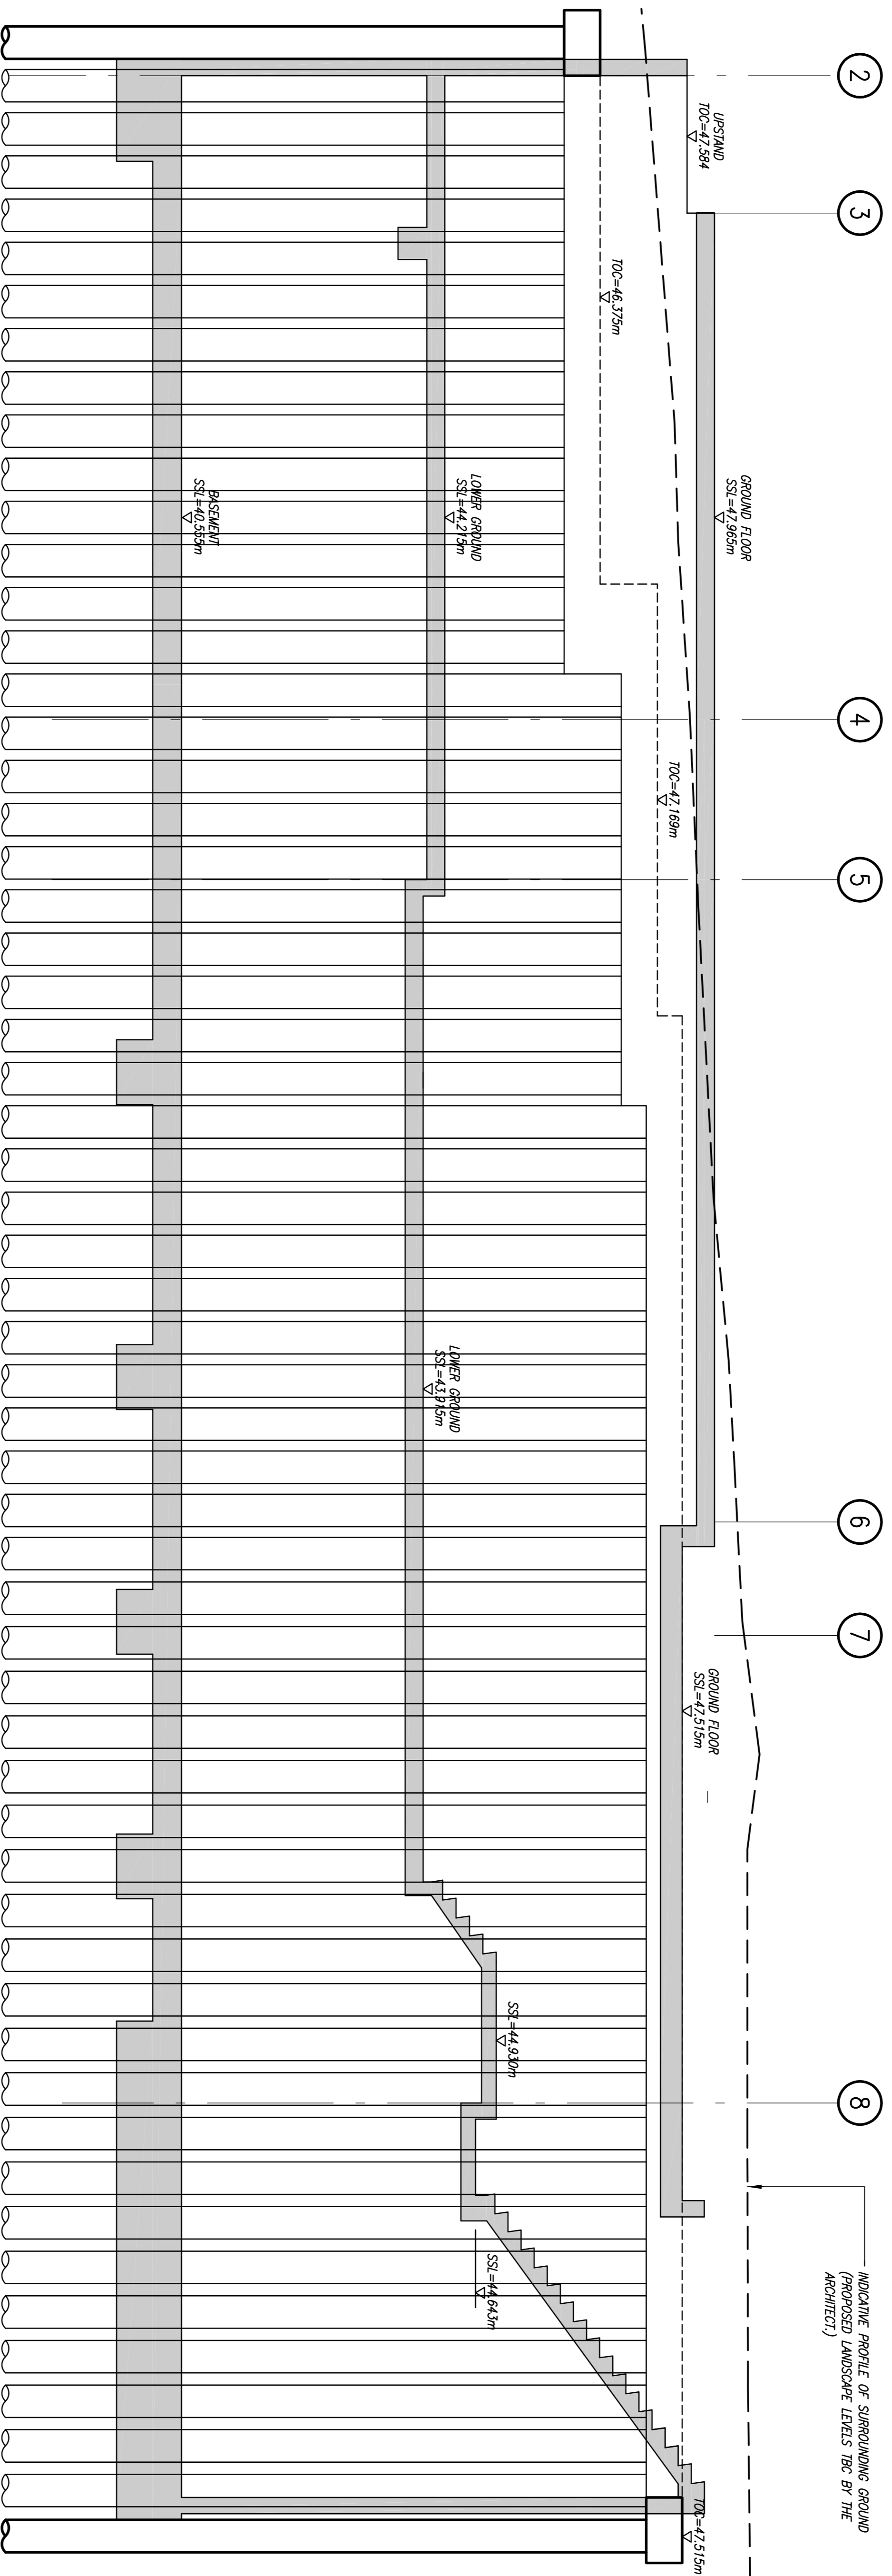 2
3
4
5
6
7
8
INDICATIVE PROFILE OF SURROUNDING GROUND
(PROPOSED LANDSCAPE LEVELS TBC BY THE
ARCHITECT.)
UPSTAND
TOC=47.584
GROUND FLOOR
SSL=47.965m
TOC=46.375m
TOC=47.169m
GROUND FLOOR
SSL=47.515m
TOC=47.515m
LOWER GROUND
SSL=44.215m
LOWER GROUND
SSL=43.915m
SSL=44.930m
SSL=44.643m
BASEMENT
SSL=40.555m